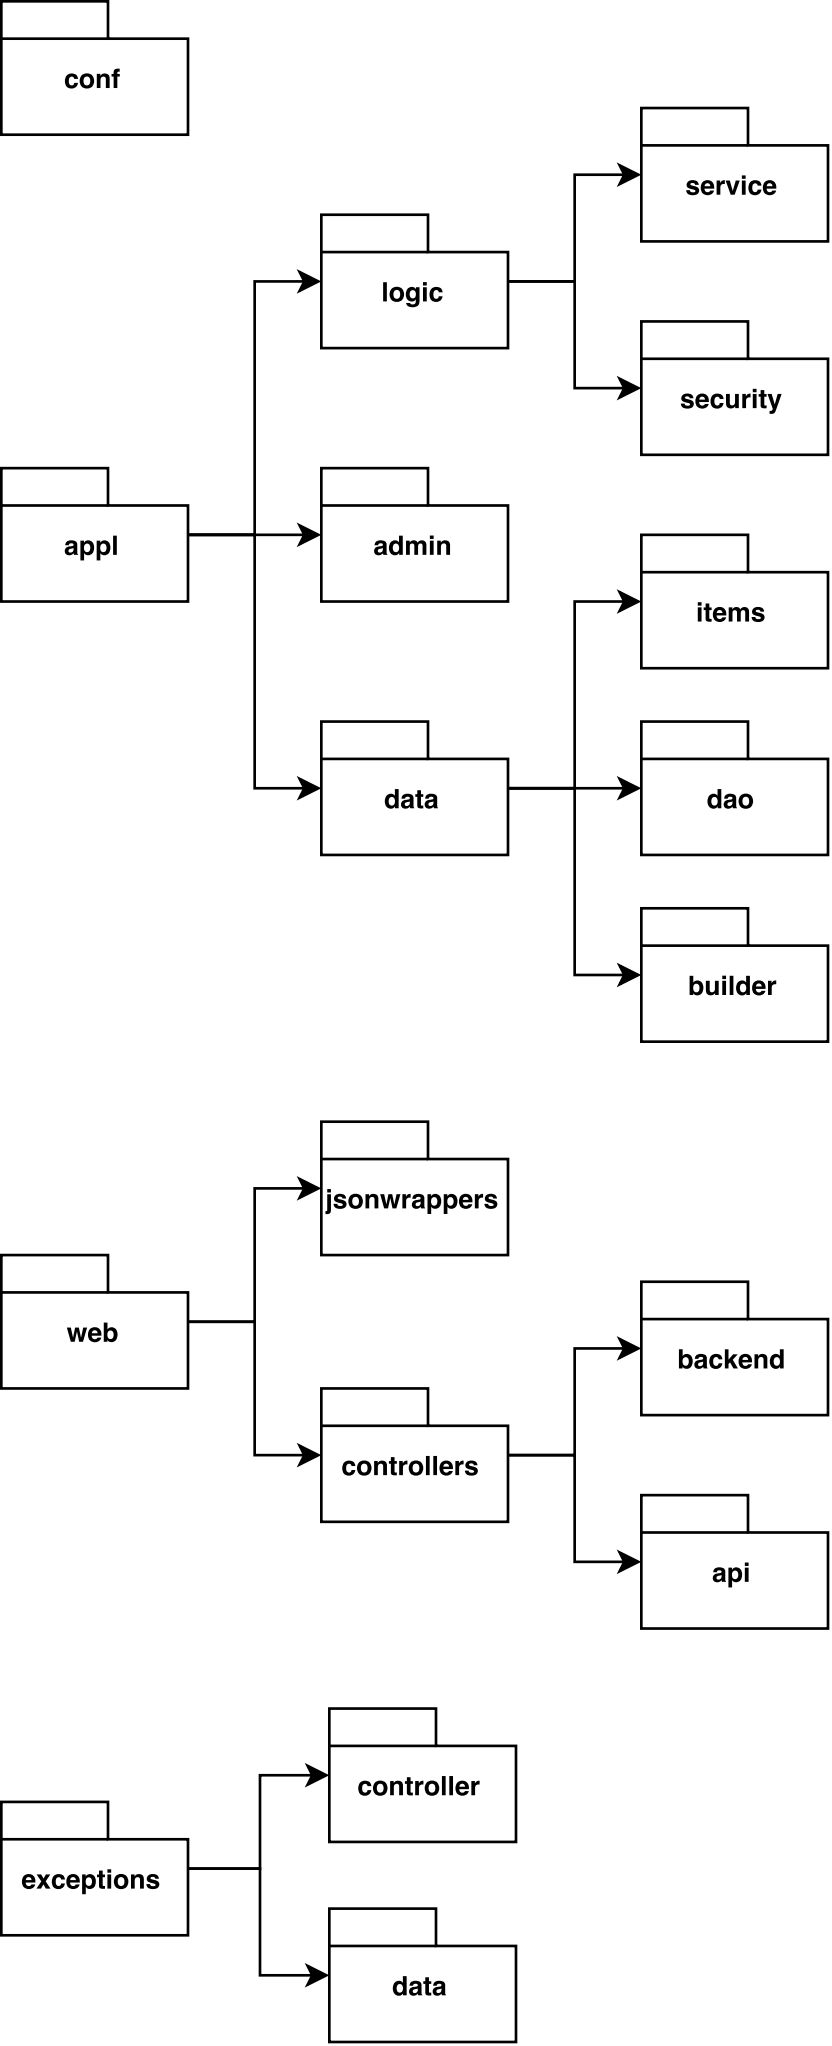 conf
service
logic
security
appl
admin
items
data
dao
builder
jsonwrappers
web
backend
controllers
api
controller
exceptions
data